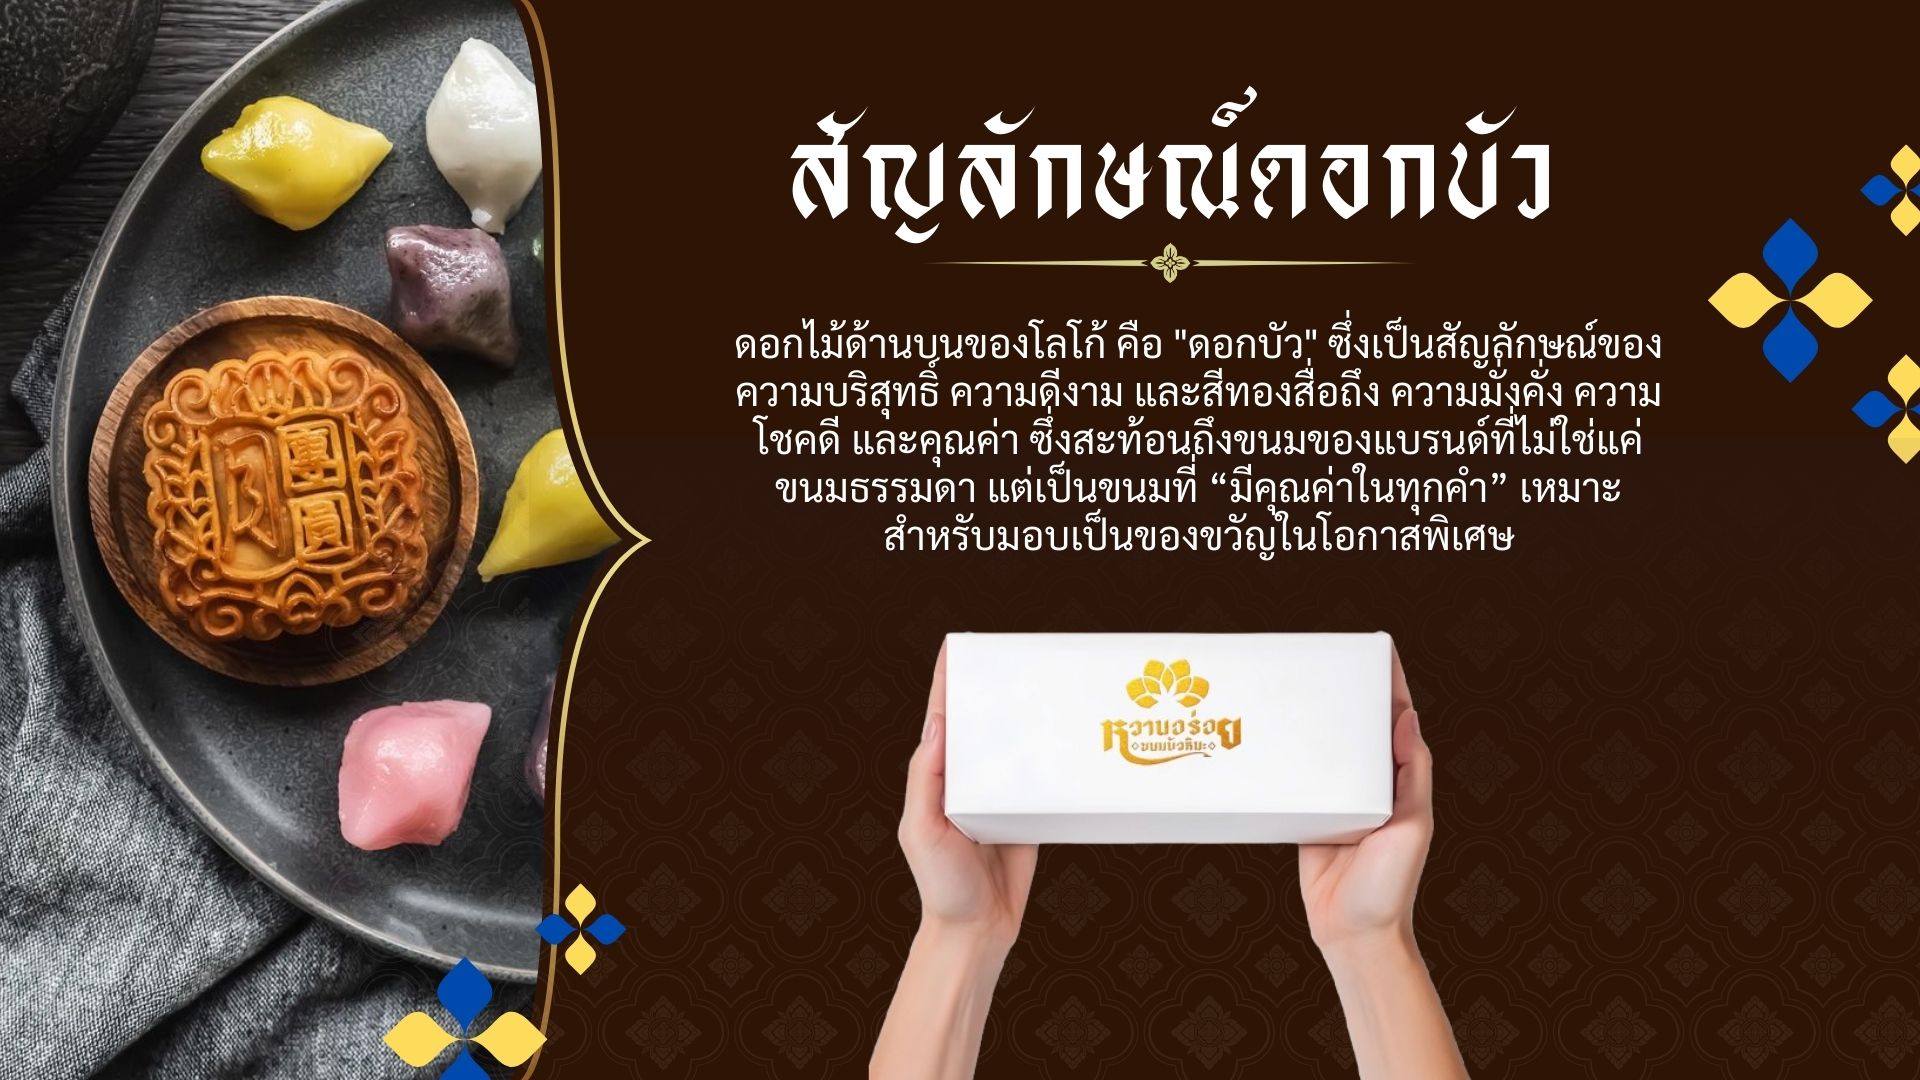 สัญลักษณ์ดอกบัว
ดอกไม้ด้านบนของโลโก้ คือ "ดอกบัว" ซึ่งเป็นสัญลักษณ์ของ
ความบริสุทธิ์ ความดีงาม และสีทองสื่อถึง ความมั่งคั่ง ความ
โชคดี และคุณค่า ซึ่งสะท้อนถึงขนมของแบรนด์ที่ไม่ใช่แค่
ขนมธรรมดา แต่เป็นขนมที่ “มีคุณค่าในทุกคำ” เหมาะ
สำหรับมอบเป็นของขวัญในโอกาสพิเศษ
หวานอร่อย
ขนมบัวหิมะ
月
團
圓